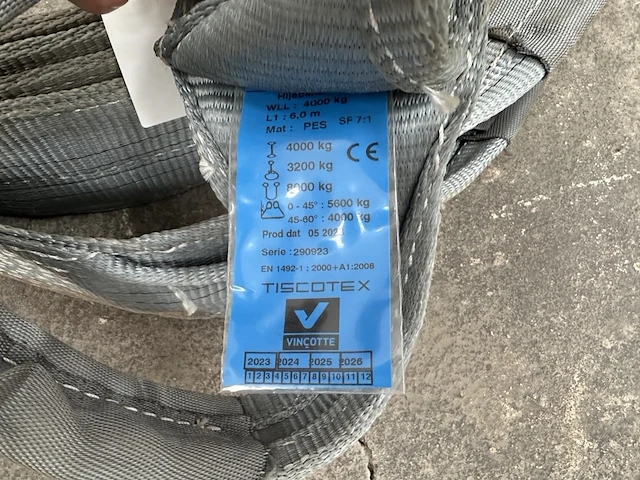 WLL : 4000 kg
L1 : 6,0 m
Mat : PES SF 7:1
4000 kg
CE
3200 kg
8000 kg
0 - 45° : 5600 kg
45-60° : 4000 kg
Prod dat 05 2023
Serie : 290923
EN 1492-1 : 2000+A1:2008
TISCOTEX
VINÇOTTE
2023 2024 2025 2026
1 2 3 4 5 6 7 8 9 10 11 12